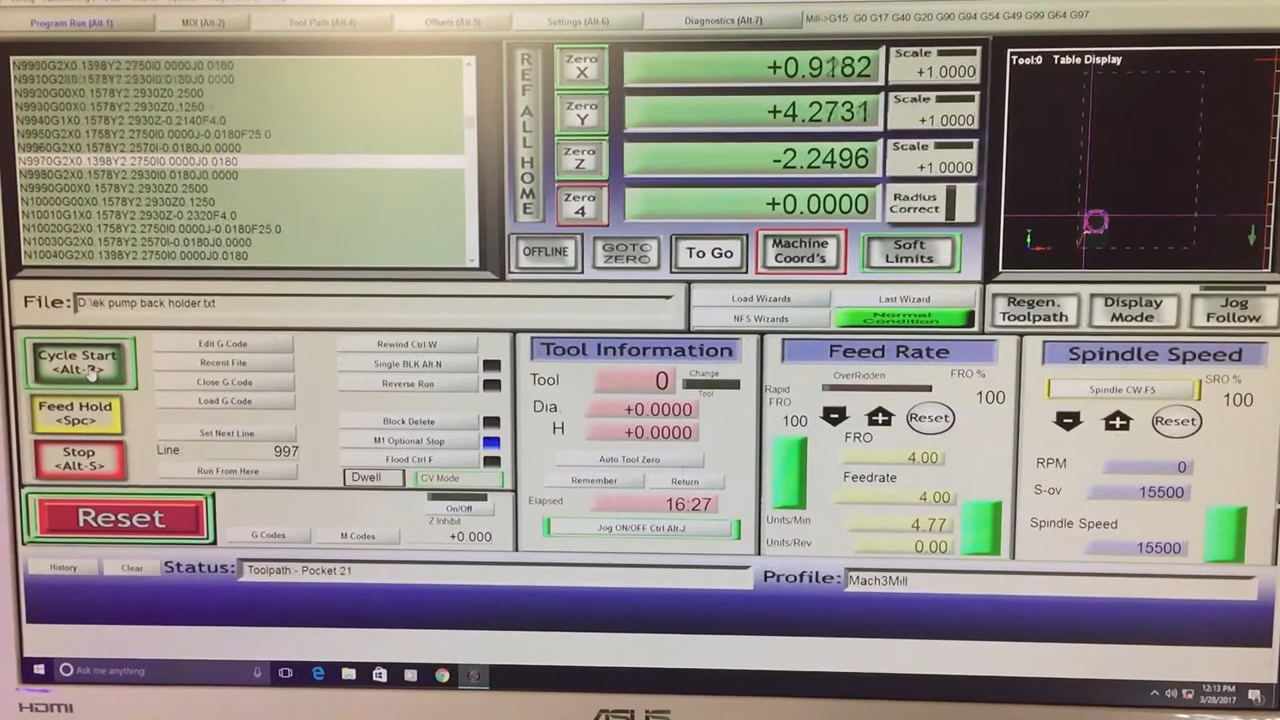 Program Run (Alt.1)
MDI (Alt-2)
Tool Path (Alt.4)
Offsets (Alt.5)
Settings (Alt.6)
Diagnostics (Alt-7)
Mill->G15 G0 G17 G40 G20 G90 G94 G54 G49 G99 G64 G97
N9900G2X0.1398Y2.2750I0.0000J0.0180
N9920G00X0.1578Y2.2930Z0.2500
N9930G00X0.1578Y2.2930Z0.1250
N9940G1X0.1578Y2.2930Z-0.2140F4.0
N9950G2X0.1758Y2.2750I0.0000J-0.0180F25.0
N9960G2X0.1578Y2.2570I-0.0180J0.0000
N9970G2X0.1398Y2.2750I0.0000J0.0180
N9980G2X0.1578Y2.2930I0.0180J0.0000
N9990G00X0.1578Y2.2930Z0.2500
N10000G00X0.1578Y2.2930Z0.1250
N10010G1X0.1578Y2.2930Z-0.2320F4.0
N10020G2X0.1758Y2.2750I0.0000J-0.0180F25.0
N10030G2X0.1578Y2.2570I-0.0180J0.0000
N10040G2X0.1398Y2.2750I0.0000J0.0180
REF ALL HOME
Zero X
+0.9182
Scale
+1.0000
Zero Y
+4.2731
Scale
+1.0000
Zero Z
-2.2496
Scale
+1.0000
Zero 4
+0.0000
Radius Correct
OFFLINE
GOTO ZERO
To Go
Machine Coord's
Soft Limits
Tool:0 Table Display
File:
D:\ek pump back holder.txt
Load Wizards
Last Wizard
NFS Wizards
Normal Condition
Regen. Toolpath
Display Mode
Jog Follow
Cycle Start
<Alt-R>
Feed Hold
<Spc>
Stop
<Alt-S>
Reset
Edit G Code
Recent File
Close G Code
Load G Code
Set Next Line
Line 997
Run From Here
Rewind Ctrl W
Single BLK Alt N
Reverse Run
Block Delete
M1 Optional Stop
Flood Ctrl F
Dwell
CV Mode
G Codes
M Codes
On/Off
Z Inhibit
+0.000
Tool Information
Tool 0
Change Tool
Dia. +0.0000
H +0.0000
Auto Tool Zero
Remember
Return
Elapsed 16:27
Jog ON/OFF Ctrl-Alt-J
Feed Rate
OverRidden
FRO %
Rapid FRO
100
100
Reset
FRO
4.00
Feedrate
4.00
Units/Min
4.77
Units/Rev
0.00
Spindle Speed
Spindle CW F5
SRO %
100
Reset
RPM 0
S-ov 15500
Spindle Speed
15500
History
Clear
Status:
Toolpath:- Pocket 21
Profile:
Mach3Mill
Ask me anything
12:13 PM
3/28/2017
HDMI
ASUS